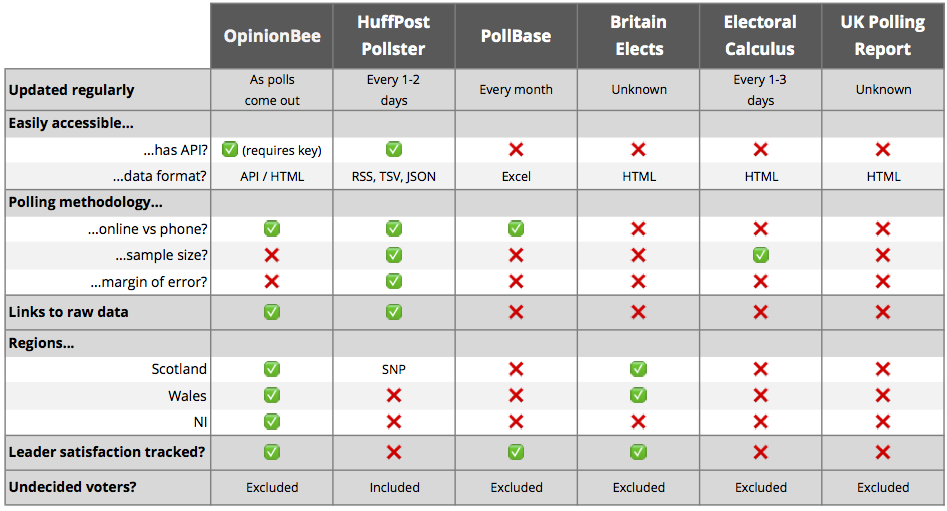 OpinionBee HuffPost Pollster PollBase Britain Elects Electoral Calculus UK Polling Report
Updated regularly As polls come out Every 1-2 days Every month Unknown Every 1-3 days Unknown
Easily accessible...
...has API? (requires key)
...data format? API / HTML RSS, TSV, JSON Excel HTML HTML HTML
Polling methodology...
...online vs phone?
...sample size?
...margin of error?
Links to raw data
Regions...
Scotland SNP
Wales
NI
Leader satisfaction tracked?
Undecided voters? Excluded Included Excluded Excluded Excluded Excluded